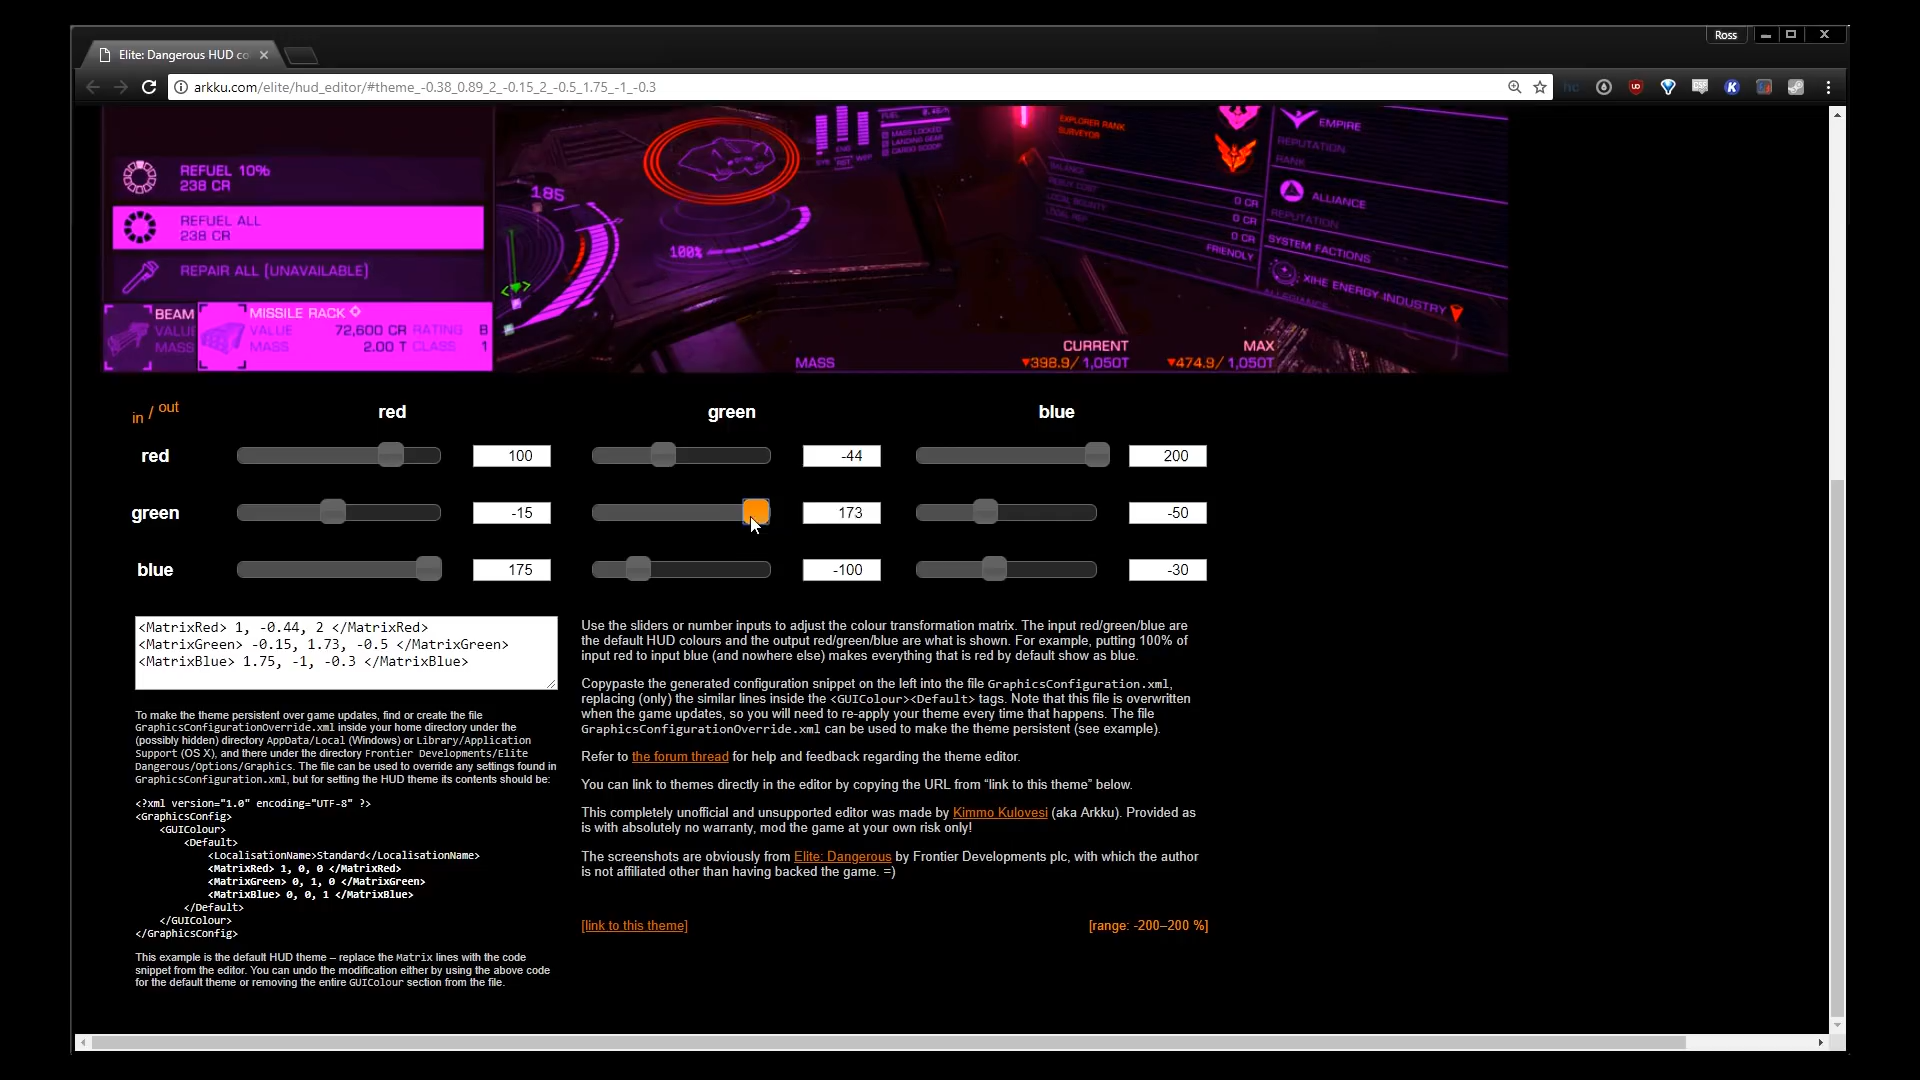 Ross
Elite: Dangerous HUD co
arkku.com/elite/hud_editor/#theme_-0.38_0.89_2_-0.15_2_-0.5_1.75_-1_-0.3
REFUEL 10%
238 CR
REFUEL ALL
238 CR
REPAIR ALL (UNAVAILABLE)
BEAM
VALUE
MASS
MISSILE RACK
VALUE 72,600 CR RATING B
MASS 2.00 T CLASS 1
185
100%
FUEL
MASS LOCKED
LANDING GEAR
CARGO SCOOP
SYS ENG WEP
RST
EXPLORER RANK
SURVEYOR
BALANCE
REBUY COST
LOCAL BOUNTY
LOCAL REP
0 CR
0 CR
0 CR
FRIENDLY
EMPIRE
REPUTATION
RANK
ALLIANCE
REPUTATION
SYSTEM FACTIONS
XIHE ENERGY INDUSTRY
ALLEGIANCE
CURRENT MAX
MASS ▼398.9/ 1,050T ▼474.9/ 1,050T
in / out red green blue
red 100 -44 200
green -15 173 -50
blue 175 -100 -30
<MatrixRed> 1, -0.44, 2 </MatrixRed>
<MatrixGreen> -0.15, 1.73, -0.5 </MatrixGreen>
<MatrixBlue> 1.75, -1, -0.3 </MatrixBlue>
To make the theme persistent over game updates, find or create the file
GraphicsConfigurationOverride.xml inside your home directory under the
(possibly hidden) directory AppData/Local (Windows) or Library/Application
Support (OS X), and there under the directory Frontier Developments/Elite
Dangerous/Options/Graphics. The file can be used to override any settings found in
GraphicsConfiguration.xml, but for setting the HUD theme its contents should be:
<?xml version="1.0" encoding="UTF-8" ?>
<GraphicsConfig>
<GUIColour>
<Default>
<LocalisationName>Standard</LocalisationName>
<MatrixRed> 1, 0, 0 </MatrixRed>
<MatrixGreen> 0, 1, 0 </MatrixGreen>
<MatrixBlue> 0, 0, 1 </MatrixBlue>
</Default>
</GUIColour>
</GraphicsConfig>
This example is the default HUD theme – replace the Matrix lines with the code
snippet from the editor. You can undo the modification either by using the above code
for the default theme or removing the entire GUIColour section from the file.
Use the sliders or number inputs to adjust the colour transformation matrix. The input red/green/blue are
the default HUD colours and the output red/green/blue are what is shown. For example, putting 100% of
input red to input blue (and nowhere else) makes everything that is red by default show as blue.
Copypaste the generated configuration snippet on the left into the file GraphicsConfiguration.xml,
replacing (only) the similar lines inside the <GUIColour><Default> tags. Note that this file is overwritten
when the game updates, so you will need to re-apply your theme every time that happens. The file
GraphicsConfigurationOverride.xml can be used to make the theme persistent (see example).
Refer to the forum thread for help and feedback regarding the theme editor.
You can link to themes directly in the editor by copying the URL from “link to this theme” below.
This completely unofficial and unsupported editor was made by Kimmo Kulovesi (aka Arkku). Provided as
is with absolutely no warranty, mod the game at your own risk only!
The screenshots are obviously from Elite: Dangerous by Frontier Developments plc, with which the author
is not affiliated other than having backed the game. =)
[link to this theme] [range: -200–200 %]